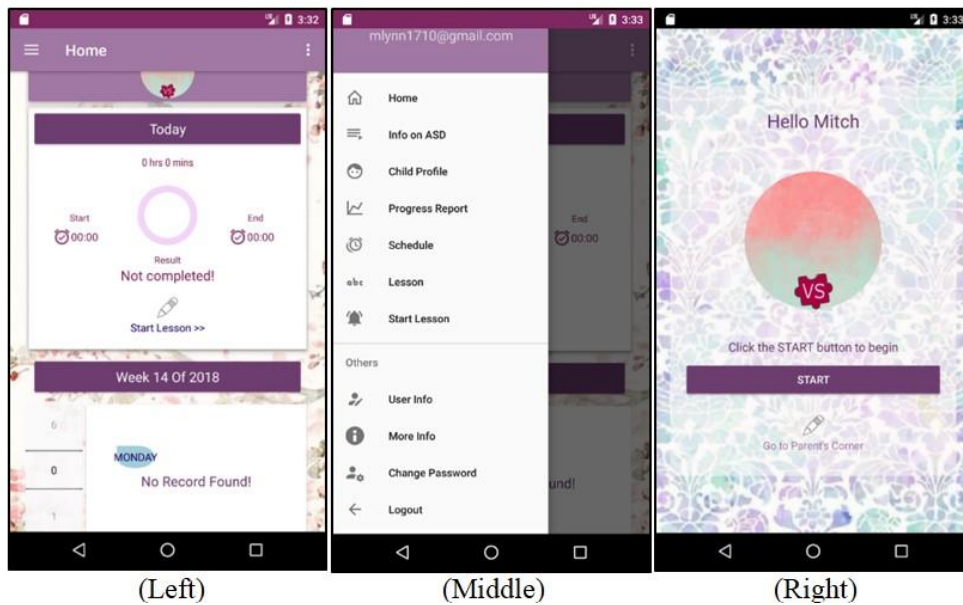 3:32
Home
Today
0 hrs 0 mins
Start
00:00
End
00:00
Result
Not completed!
Start Lesson >>
Week 14 Of 2018
6
0
1
MONDAY
No Record Found!
(Left)
3:33
mlynn1710@gmail.com
Home
Info on ASD
Child Profile
Progress Report
Schedule
abc
Lesson
Start Lesson
End
00:00
Others
User Info
More Info
Change Password
Logout
und!
(Middle)
3:33
Hello Mitch
VS
Click the START button to begin
START
Go to Parent's Corner
(Right)